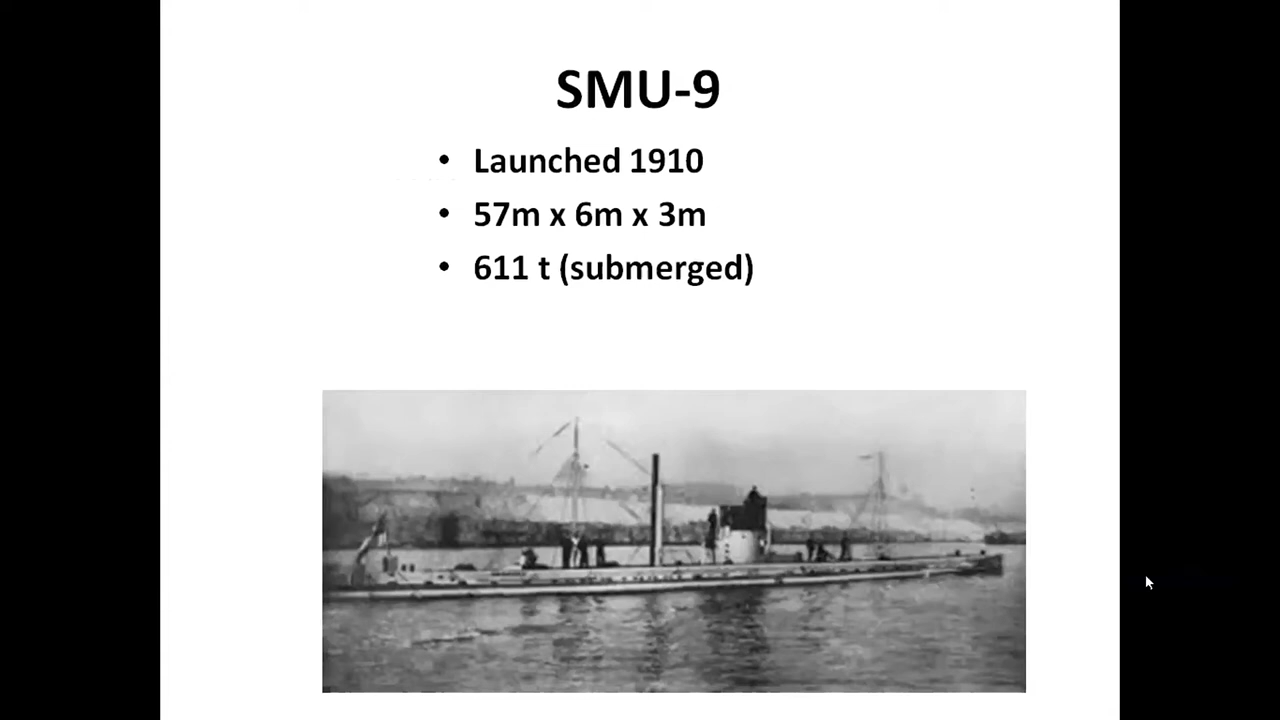 SMU-9
• Launched 1910
• 57m x 6m x 3m
• 611 t (submerged)